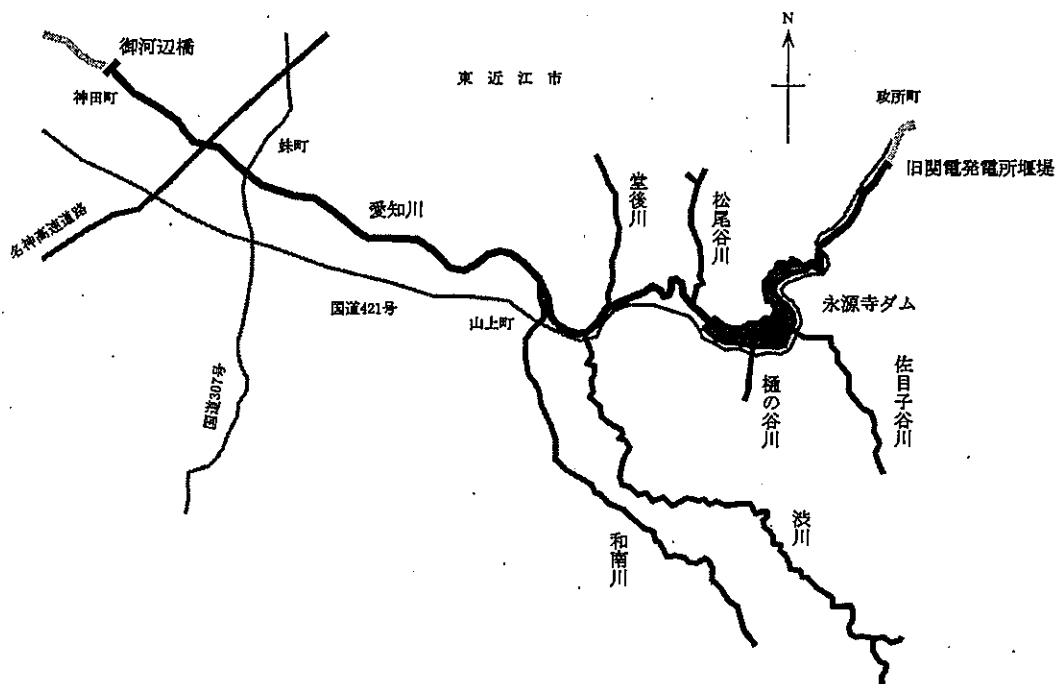 御河辺橋
神田町
東近江市
N
政所町
旧関電発電所堰堤
妹町
名神高速道路
愛知川
堂後川
松尾谷川
永源寺ダム
国道421号
山上町
国道307号
樋の谷川
佐目子谷川
渋川
和南川